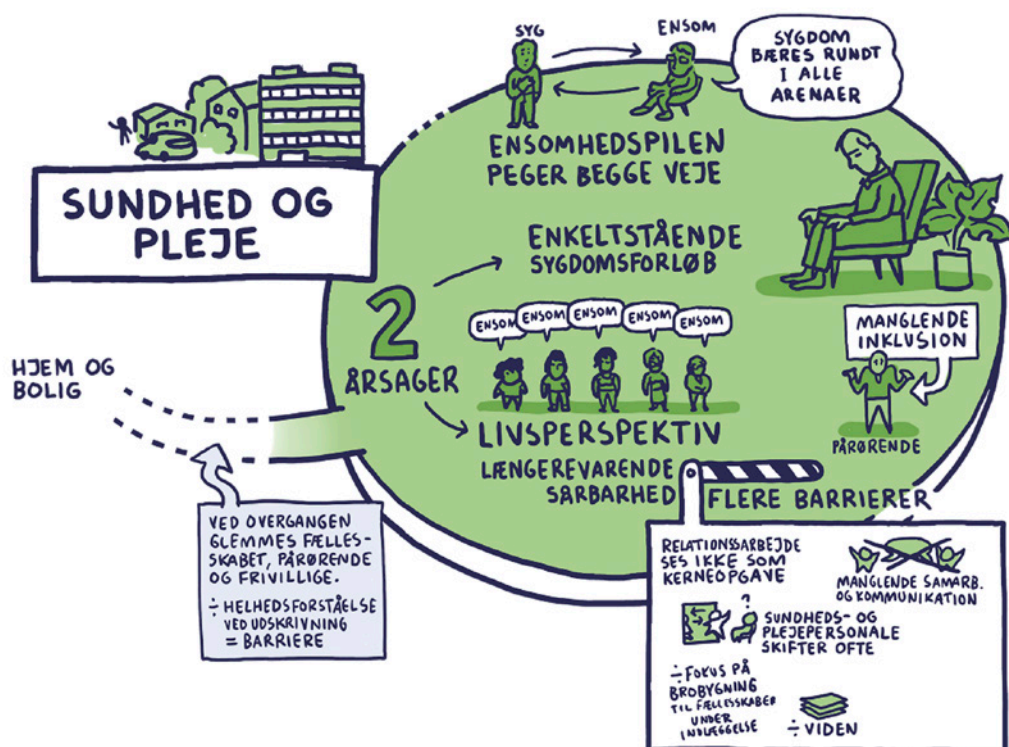 SUNDHED OG
PLEJE
SYG
ENSOM
SYGDOM
BÆRES RUNDT
I ALLE
ARENAER
ENSOMHEDSPILEN
PEGER BEGGE VEJE
ENKELTSTÅENDE
SYGDOMSFORLØB
2
ÅRSAGER
ENSOM
ENSOM
ENSOM
ENSOM
ENSOM
LIVSPERSPEKTIV
LÆNGEREVARENDE
SÅRBARHED
MANGLENDE
INKLUSION
PÅRØRENDE
HJEM OG
BOLIG
VED OVERGANGEN
GLEMMES FÆLLES-
SKABET, PÅRØRENDE
OG FRIVILLIGE.
÷ HELHEDSFORSTÅELSE
VED UDSKRIVNING
= BARRIERE
FLERE BARRIERER
RELATIONSARBEJDE
SES IKKE SOM
KERNEOPGAVE
MANGLENDE SAMARB.
OG KOMMUNIKATION
?
SUNDHEDS- OG
PLEJEPERSONALE
SKIFTER OFTE
÷ FOKUS PÅ
BROBYGNING
TIL FÆLLESSKABER
UNDER
INDLÆGGELSE
÷ VIDEN